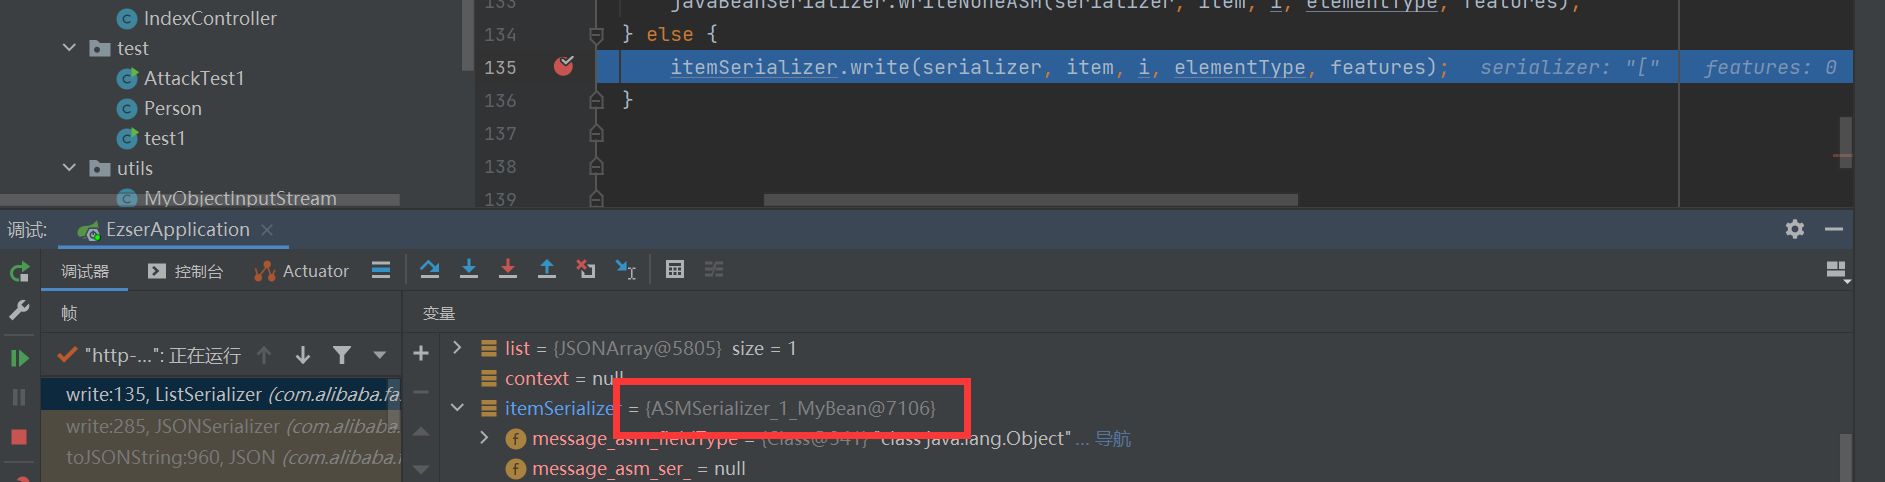 IndexController
test
AttackTest1
Person
test1
utils
MyObjectInputStream
133 javaBeanSerializer.writeNoneASM(serializer, item, i, elementType, features);
134 } else {
135 itemSerializer.write(serializer, item, i, elementType, features); serializer: "[" features: 0
136 }
137
138
139
调试: EzserApplication
调试器 控制台 Actuator
帧 变量
"http-...": 正在运行
write:135, ListSerializer (com.alibaba.fa
write:285, JSONSerializer (com.alibaba.f
toJSONString:960, JSON (com.alibaba.f
list = {JSONArray@5805} size = 1
context = null
itemSerializer = {ASMSerializer_1_MyBean@7106}
message_asm_fieldType = {Class@341} "class java.lang.Object" ... 导航
message_asm_ser_ = null